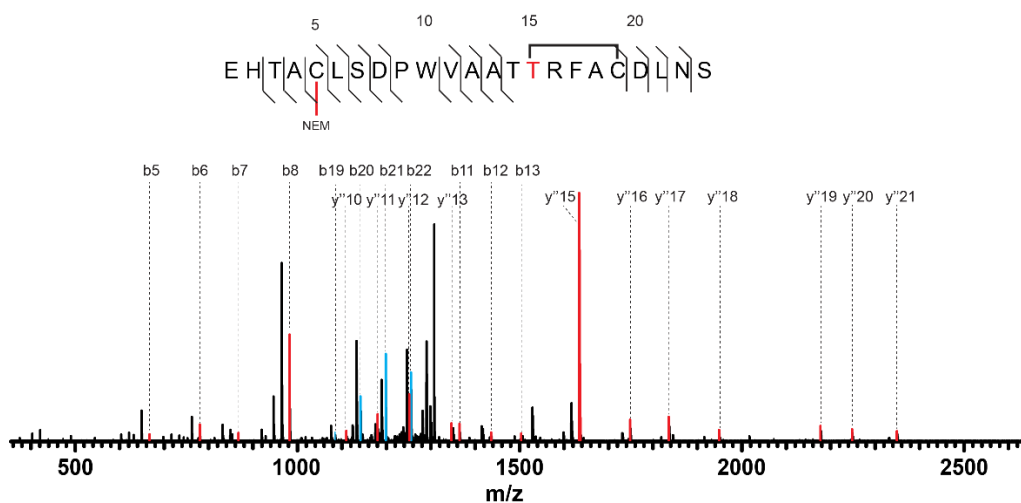 5 10 15 20
EHTACLSDPWVAATTRFACDLNS
NEM
b5 b6 b7 b8 b19 b20 b21 b22 b11 b12 b13
y"10 y"11 y"12 y"13 y"15 y"16 y"17 y"18 y"19 y"20 y"21
500 1000 1500 2000 2500
m/z